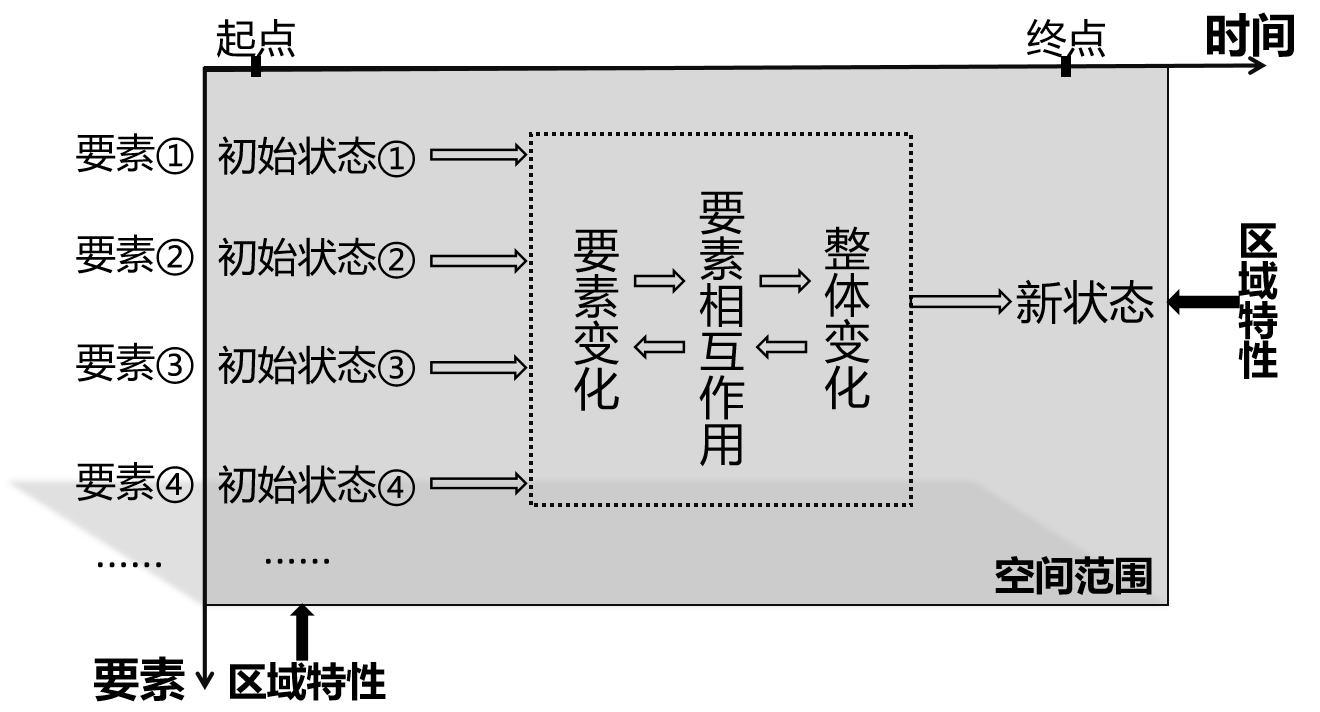 起点
终点
时间
要素①
初始状态①
要素②
初始状态②
要素③
初始状态③
要素④
初始状态④
……
……
要素变化
要素相互作用
整体变化
新状态
区域特性
空间范围
要素
区域特性